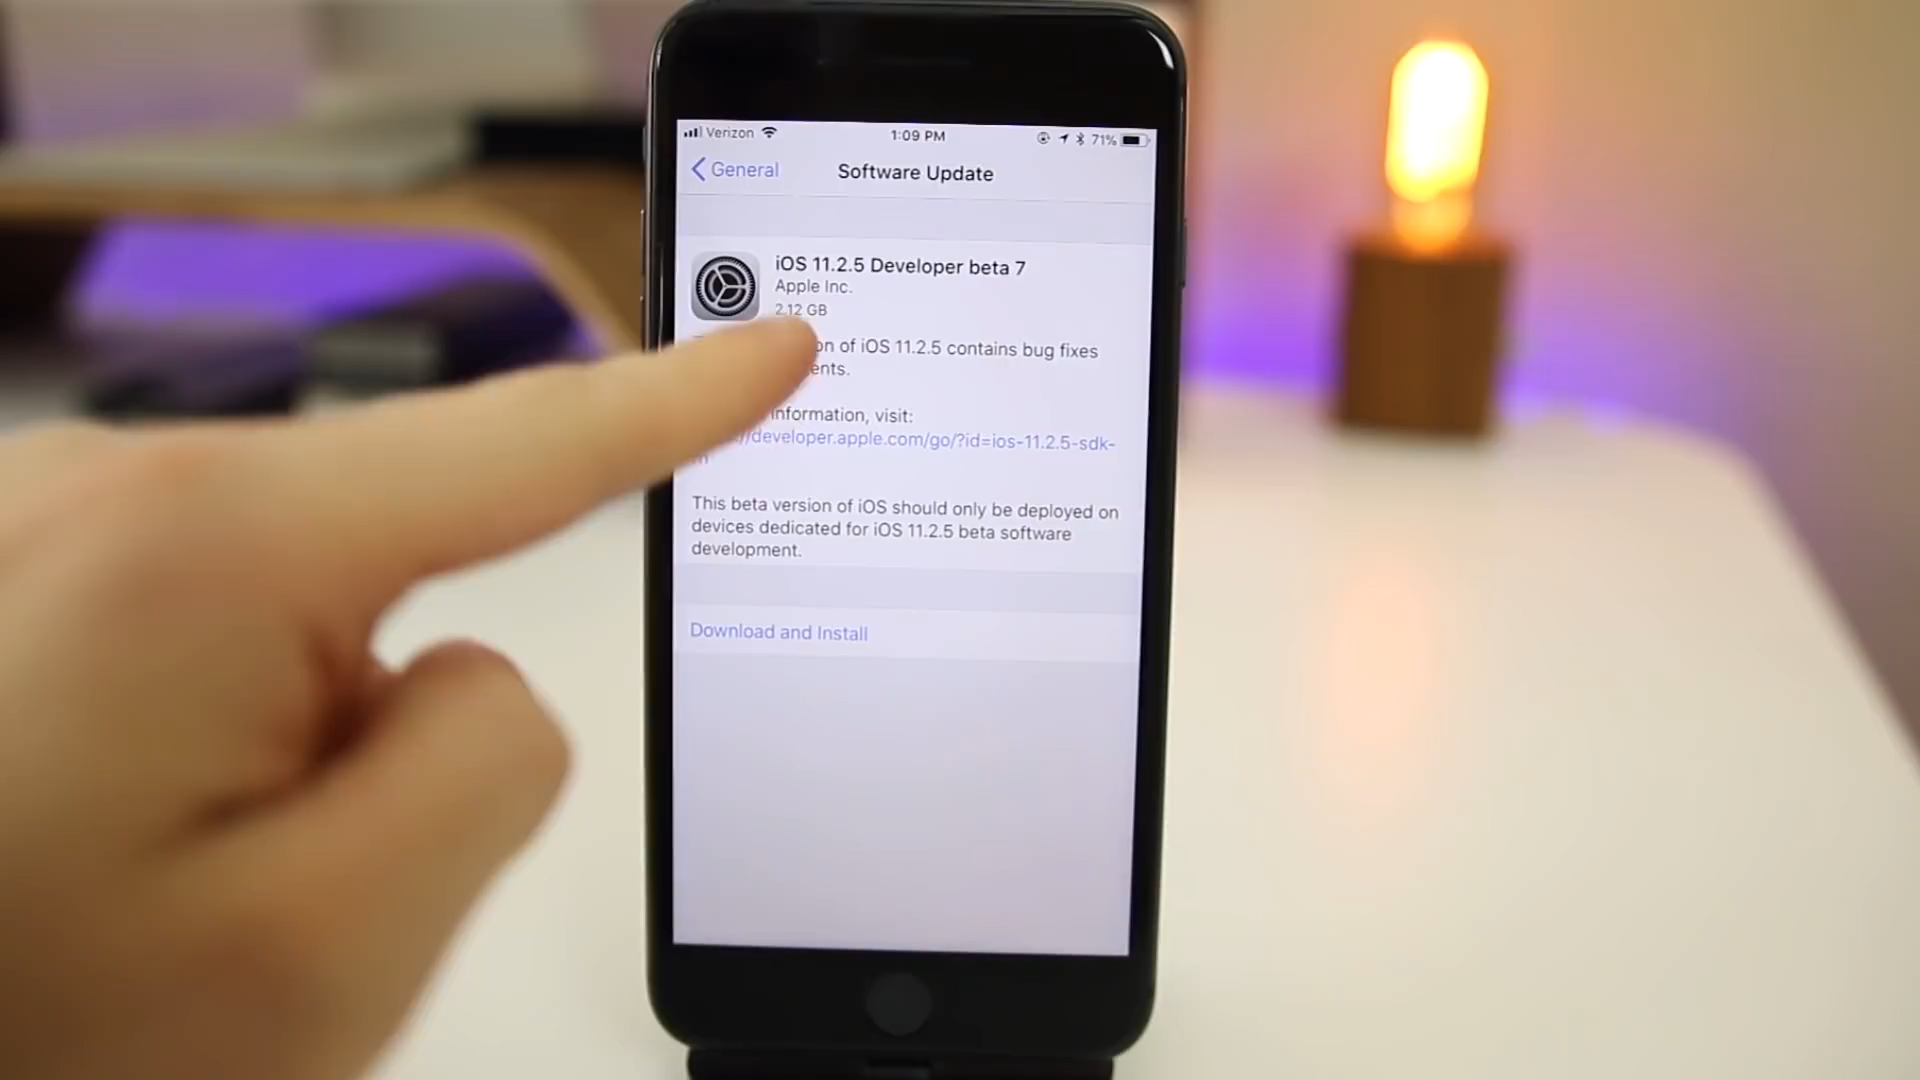 Verizon 1:09 PM 71%
General Software Update
iOS 11.2.5 Developer beta 7
Apple Inc.
2.12 GB
of iOS 11.2.5 contains bug fixes
information, visit:
developer.apple.com/go/?id=ios-11.2.5-sdk-
This beta version of iOS should only be deployed on
devices dedicated for iOS 11.2.5 beta software
development.
Download and Install